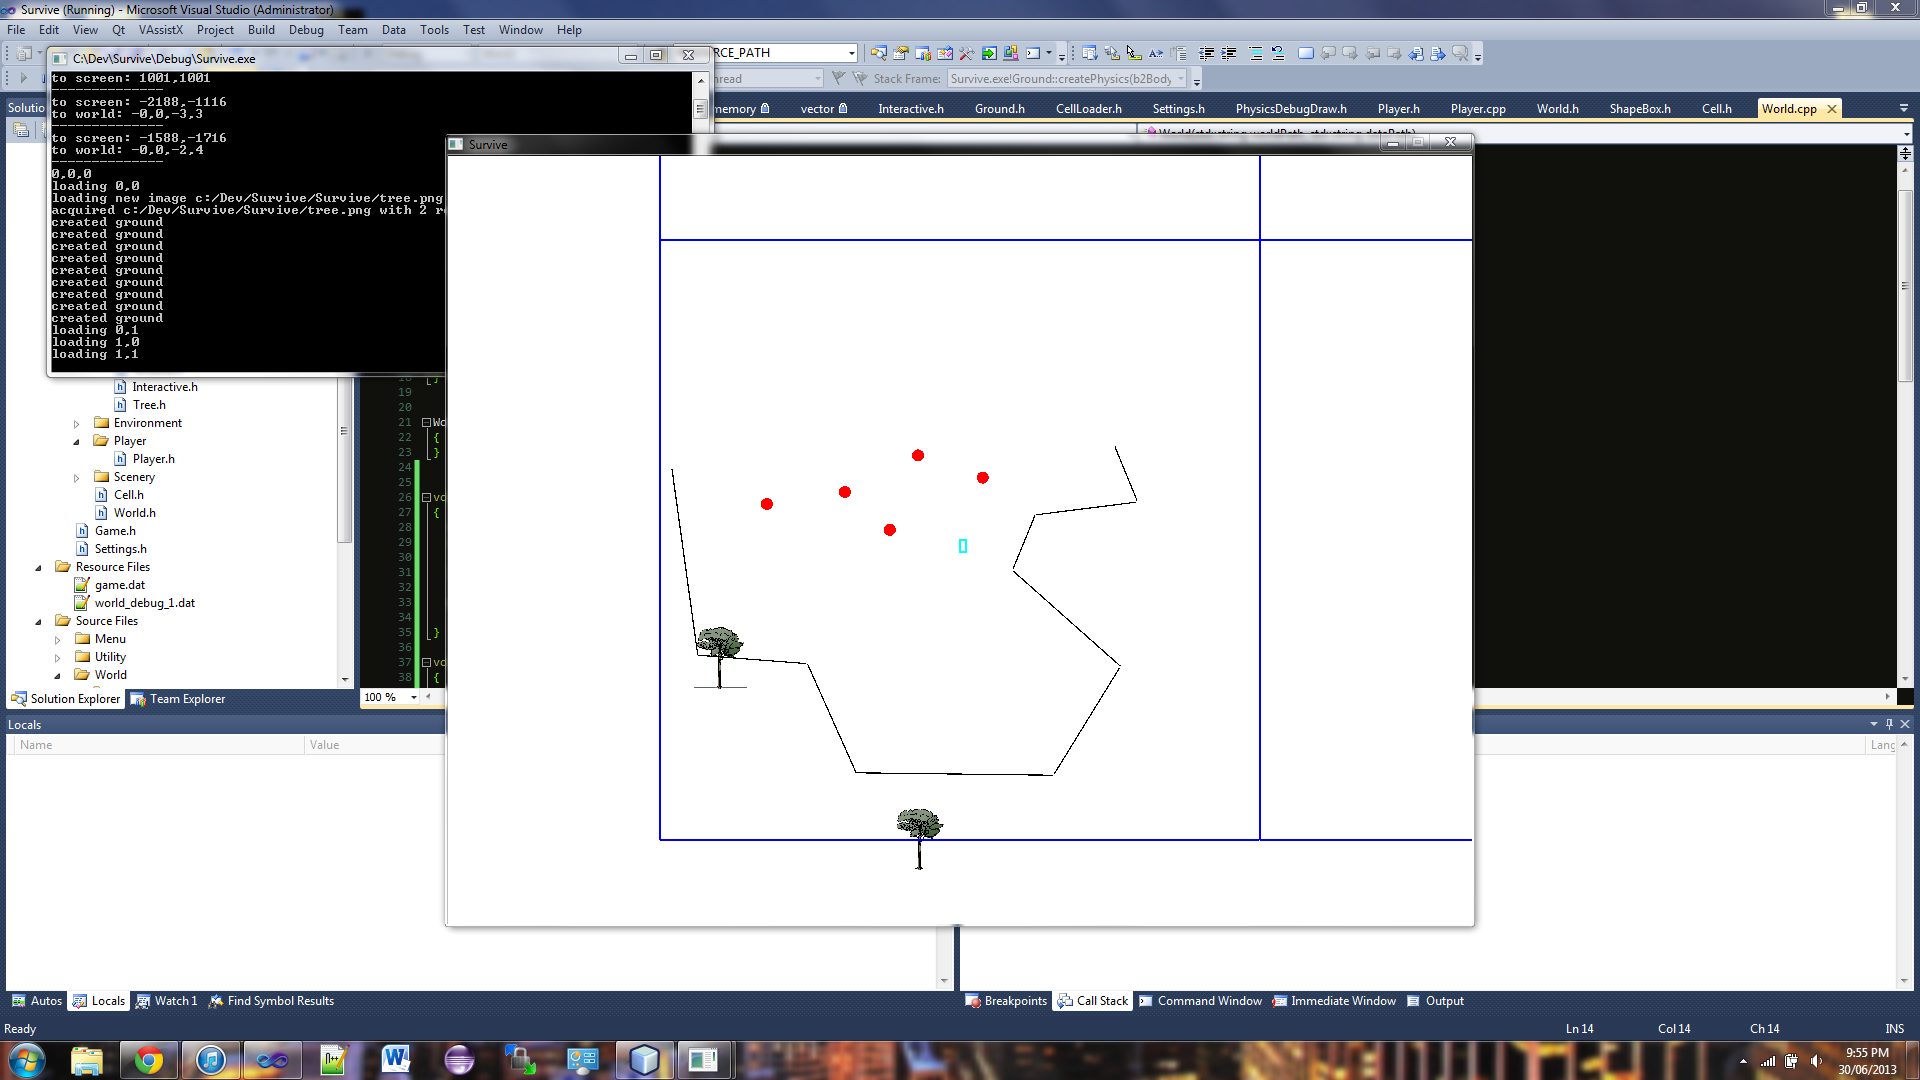 Survive (Running) - Microsoft Visual Studio (Administrator)
File Edit View Qt VAssistX Project Build Debug Team Data Tools Test Window Help
C:\Dev\Survive\Debug\Survive.exe
RCE_PATH
read Stack Frame: Survive.exe!Ground::createPhysics(b2Body
Solutio
memory vector Interactive.h Ground.h CellLoader.h Settings.h PhysicsDebugDraw.h Player.h Player.cpp World.h ShapeBox.h Cell.h World.cpp
to screen: 1001,1001
--------------
to screen: -2188,-1116
to world: -0,0,-3,3
--------------
to screen: -1588,-1716
to world: -0,0,-2,4
--------------
0,0,0
loading 0,0
loading new image c:/Dev/Survive/Survive/tree.png
acquired c:/Dev/Survive/Survive/tree.png with 2 r
created ground
created ground
created ground
created ground
created ground
created ground
created ground
created ground
created ground
loading 0,1
loading 1,0
loading 1,1
Survive
Interactive.h
Tree.h
Environment
Player
Player.h
Scenery
Cell.h
World.h
Game.h
Settings.h
Resource Files
game.dat
world_debug_1.dat
Source Files
Menu
Utility
World
19
20
21 Wo
22 {
23 }
24
25
26 vo
27 {
28
29
30
31
32
33
34
35 }
36
37 vo
38 {
100 %
Solution Explorer Team Explorer
Locals
Name Value
Lang
Autos Locals Watch 1 Find Symbol Results
Breakpoints Call Stack Command Window Immediate Window Output
Ready
Ln 14 Col 14 Ch 14 INS
9:55 PM
30/06/2013